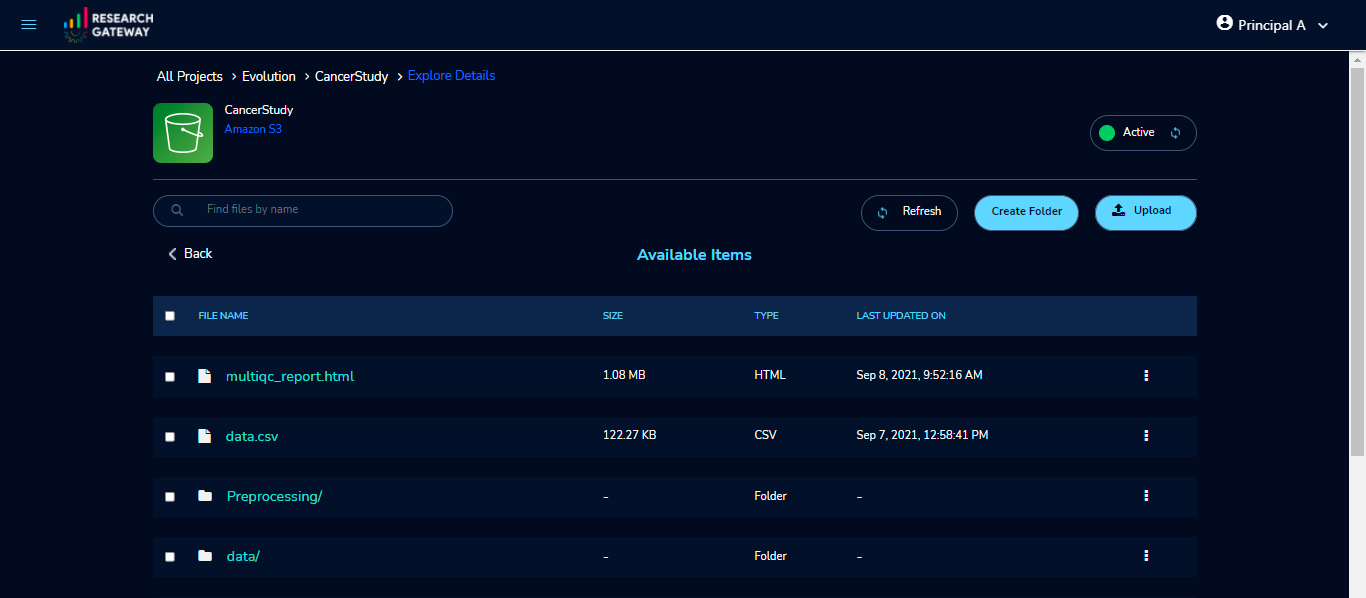 RESEARCH
GATEWAY
Principal A
All Projects > Evolution > CancerStudy > Explore Details
CancerStudy
Amazon S3
Active
Find files by name
Refresh
Create Folder
Upload
Back
Available Items
FILE NAME SIZE TYPE LAST UPDATED ON
multiqc_report.html 1.08 MB HTML Sep 8, 2021, 9:52:16 AM
data.csv 122.27 KB CSV Sep 7, 2021, 12:58:41 PM
Preprocessing/ - Folder -
data/ - Folder -